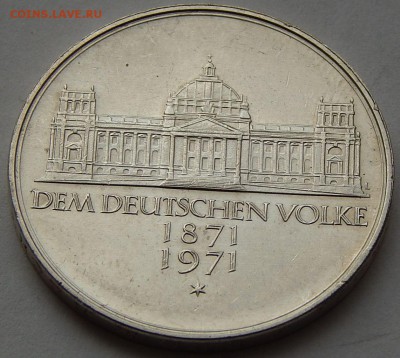 COINS.LAVE.RU
DEM DEUTSCHEN VOLKE
1871
1971